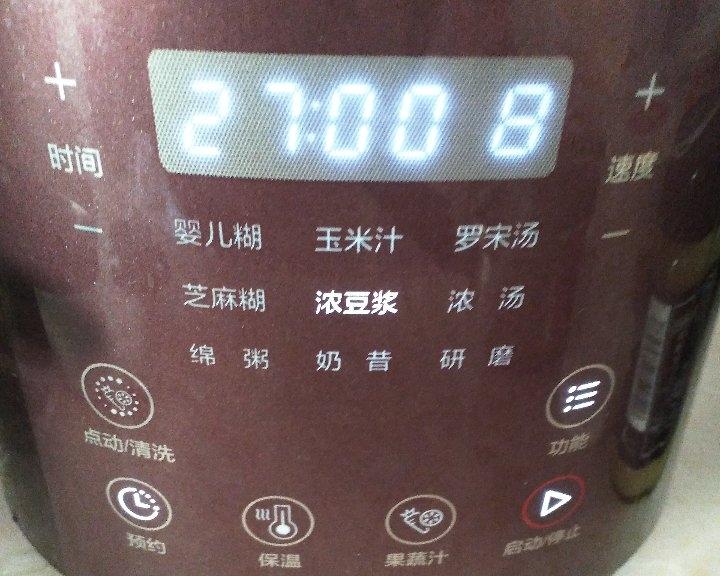 27:00 8
+ +
时间 速度
— —
婴儿糊 玉米汁 罗宋汤
芝麻糊 浓豆浆 浓汤
绵粥 奶昔 研磨
点动/清洗 功能
预约 保温 果蔬汁 启动/停止